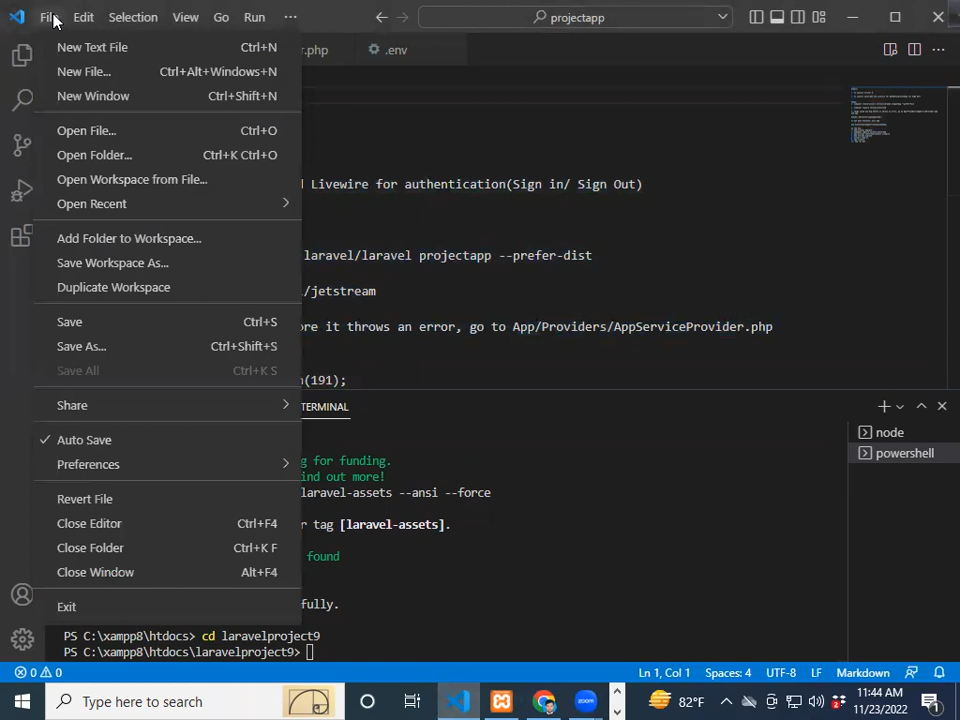 File Edit Selection View Go Run ··· projectapp
New Text File Ctrl+N
r.php .env
New File... Ctrl+Alt+Windows+N
New Window Ctrl+Shift+N
Open File... Ctrl+O
Open Folder... Ctrl+K Ctrl+O
Open Workspace from File...
d Livewire for authentication(Sign in/ Sign Out)
Open Recent
Add Folder to Workspace...
laravel/laravel projectapp --prefer-dist
Save Workspace As...
Duplicate Workspace
/jetstream
Save Ctrl+S
ore it throws an error, go to App/Providers/AppServiceProvider.php
Save As... Ctrl+Shift+S
Save All Ctrl+K S
n(191);
Share
TERMINAL
Auto Save
node
Preferences
powershell
g for funding.
ind out more!
laravel-assets --ansi --force
Revert File
Close Editor Ctrl+F4
r tag [laravel-assets].
Close Folder Ctrl+K F
found
Close Window Alt+F4
Exit
fully.
PS C:\xampp8\htdocs> cd laravelproject9
PS C:\xampp8\htdocs\laravelproject9>
0 0 Ln 1, Col 1 Spaces: 4 UTF-8 LF Markdown
Type here to search zoom 82°F 2 11:44 AM
11/23/2022 1